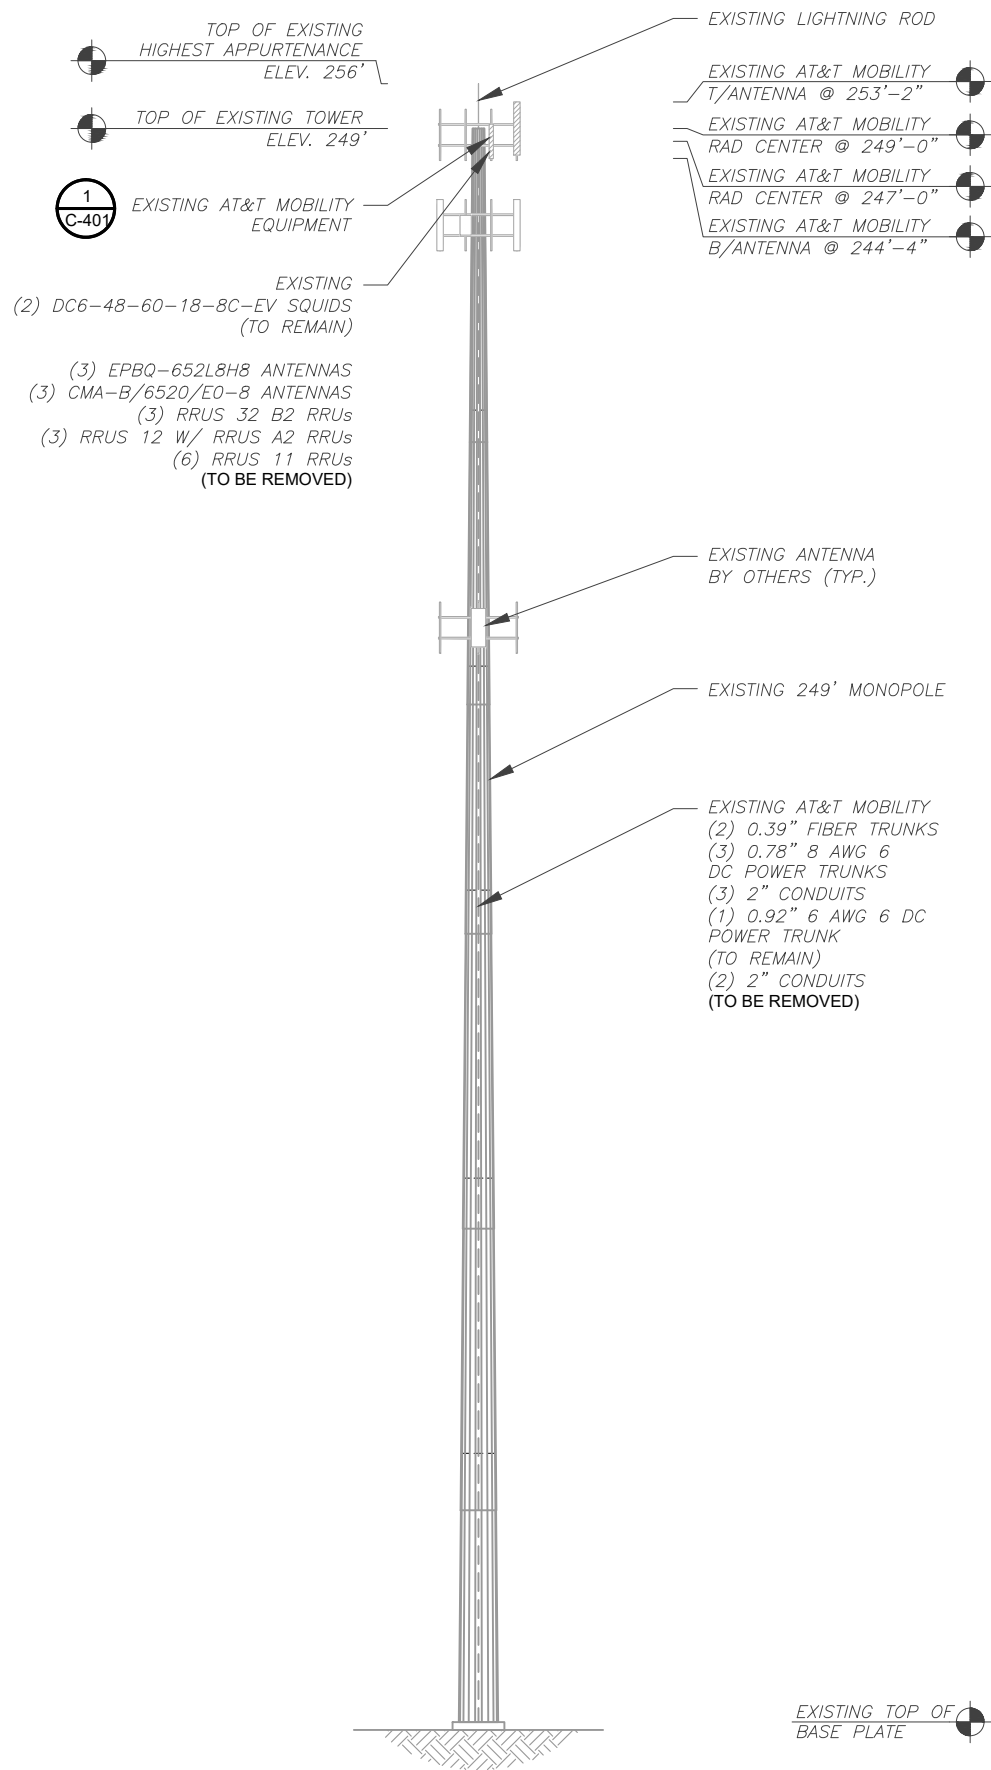 TOP OF EXISTING
HIGHEST APPURTENANCE
ELEV. 256'
TOP OF EXISTING TOWER
ELEV. 249'
1
C-401
EXISTING AT&T MOBILITY
EQUIPMENT
EXISTING
(2) DC6-48-60-18-8C-EV SQUIDS
(TO REMAIN)
(3) EPBQ-652L8H8 ANTENNAS
(3) CMA-B/6520/E0-8 ANTENNAS
(3) RRUS 32 B2 RRUs
(3) RRUS 12 W/ RRUS A2 RRUs
(6) RRUS 11 RRUs
(TO BE REMOVED)
EXISTING LIGHTNING ROD
EXISTING AT&T MOBILITY
T/ANTENNA @ 253'-2"
EXISTING AT&T MOBILITY
RAD CENTER @ 249'-0"
EXISTING AT&T MOBILITY
RAD CENTER @ 247'-0"
EXISTING AT&T MOBILITY
B/ANTENNA @ 244'-4"
EXISTING ANTENNA
BY OTHERS (TYP.)
EXISTING 249' MONOPOLE
EXISTING AT&T MOBILITY
(2) 0.39" FIBER TRUNKS
(3) 0.78" 8 AWG 6
DC POWER TRUNKS
(3) 2" CONDUITS
(1) 0.92" 6 AWG 6 DC
POWER TRUNK
(TO REMAIN)
(2) 2" CONDUITS
(TO BE REMOVED)
EXISTING TOP OF
BASE PLATE